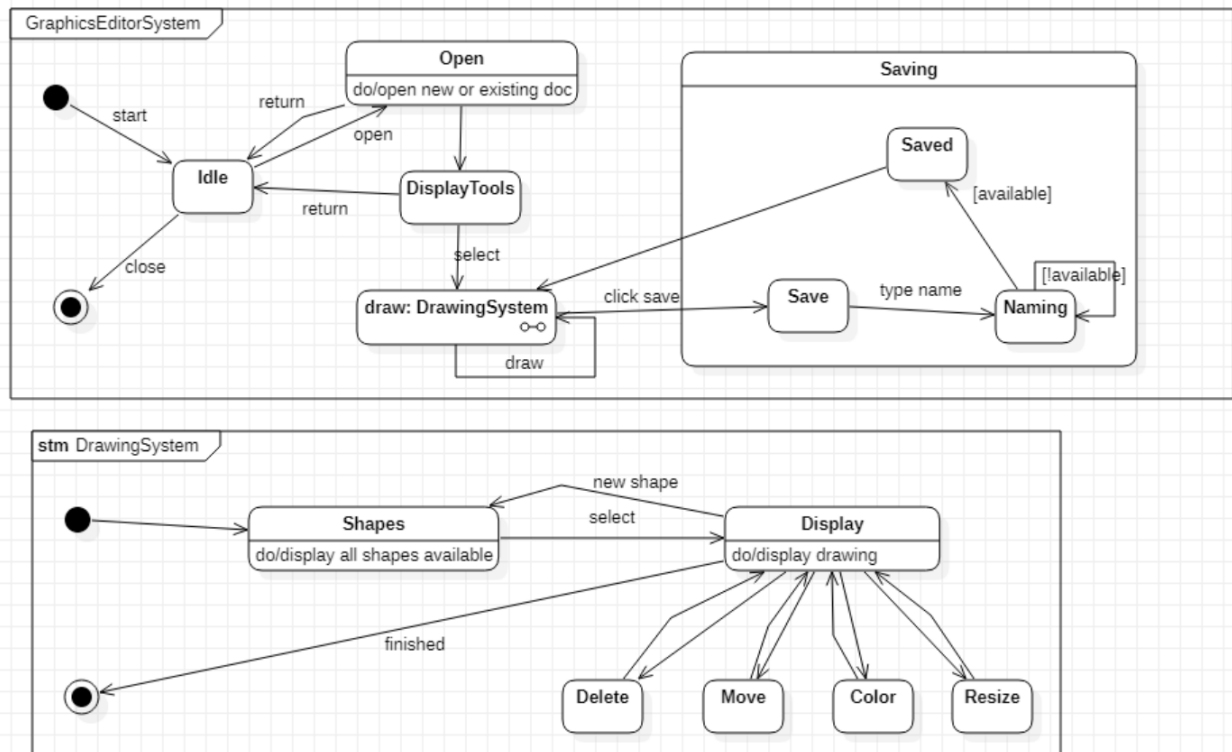 GraphicsEditorSystem
Open
do/open new or existing doc
Saving
start
return
open
Idle
DisplayTools
return
close
select
draw: DrawingSystem
draw
click save
Save
type name
Saved
[available]
[!available]
Naming
stm DrawingSystem
new shape
select
Shapes
do/display all shapes available
Display
do/display drawing
finished
Delete
Move
Color
Resize